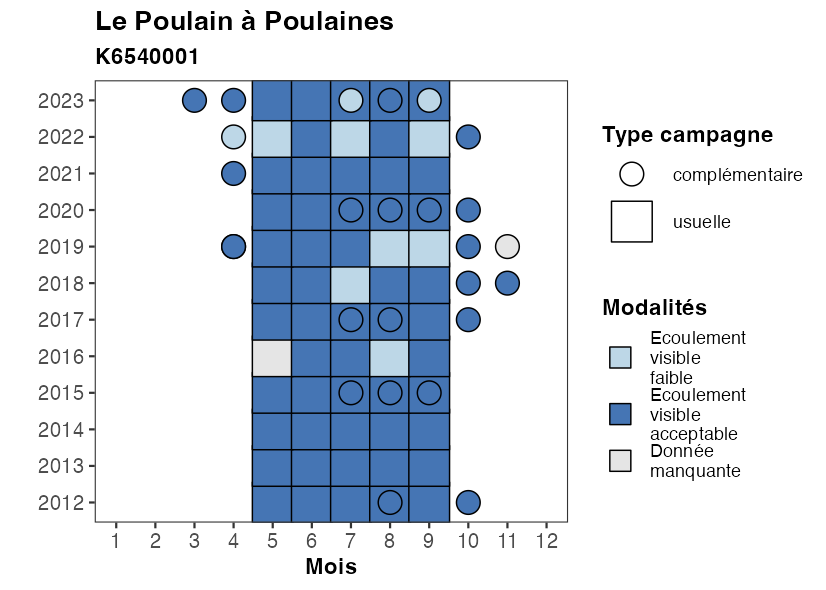 Le Poulain à Poulaines
K6540001
2023
2022
2021
2020
2019
2018
2017
2016
2015
2014
2013
2012
1 2 3 4 5 6 7 8 9 10 11 12
Mois
Type campagne
complémentaire
usuelle
Modalités
Ecoulement
visible
faible
Ecoulement
visible
acceptable
Donnée
manquante